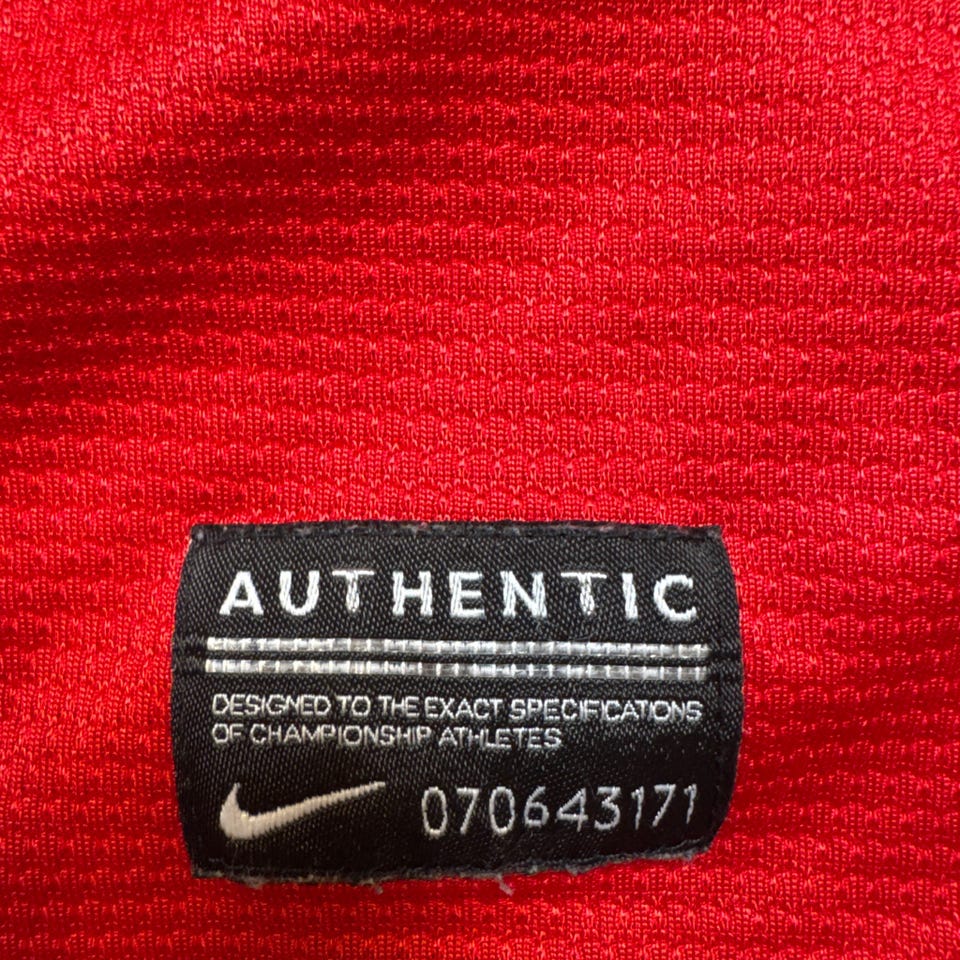 AUTHENTIC
DESIGNED TO THE EXACT SPECIFICATIONS
OF CHAMPIONSHIP ATHLETES
070643171